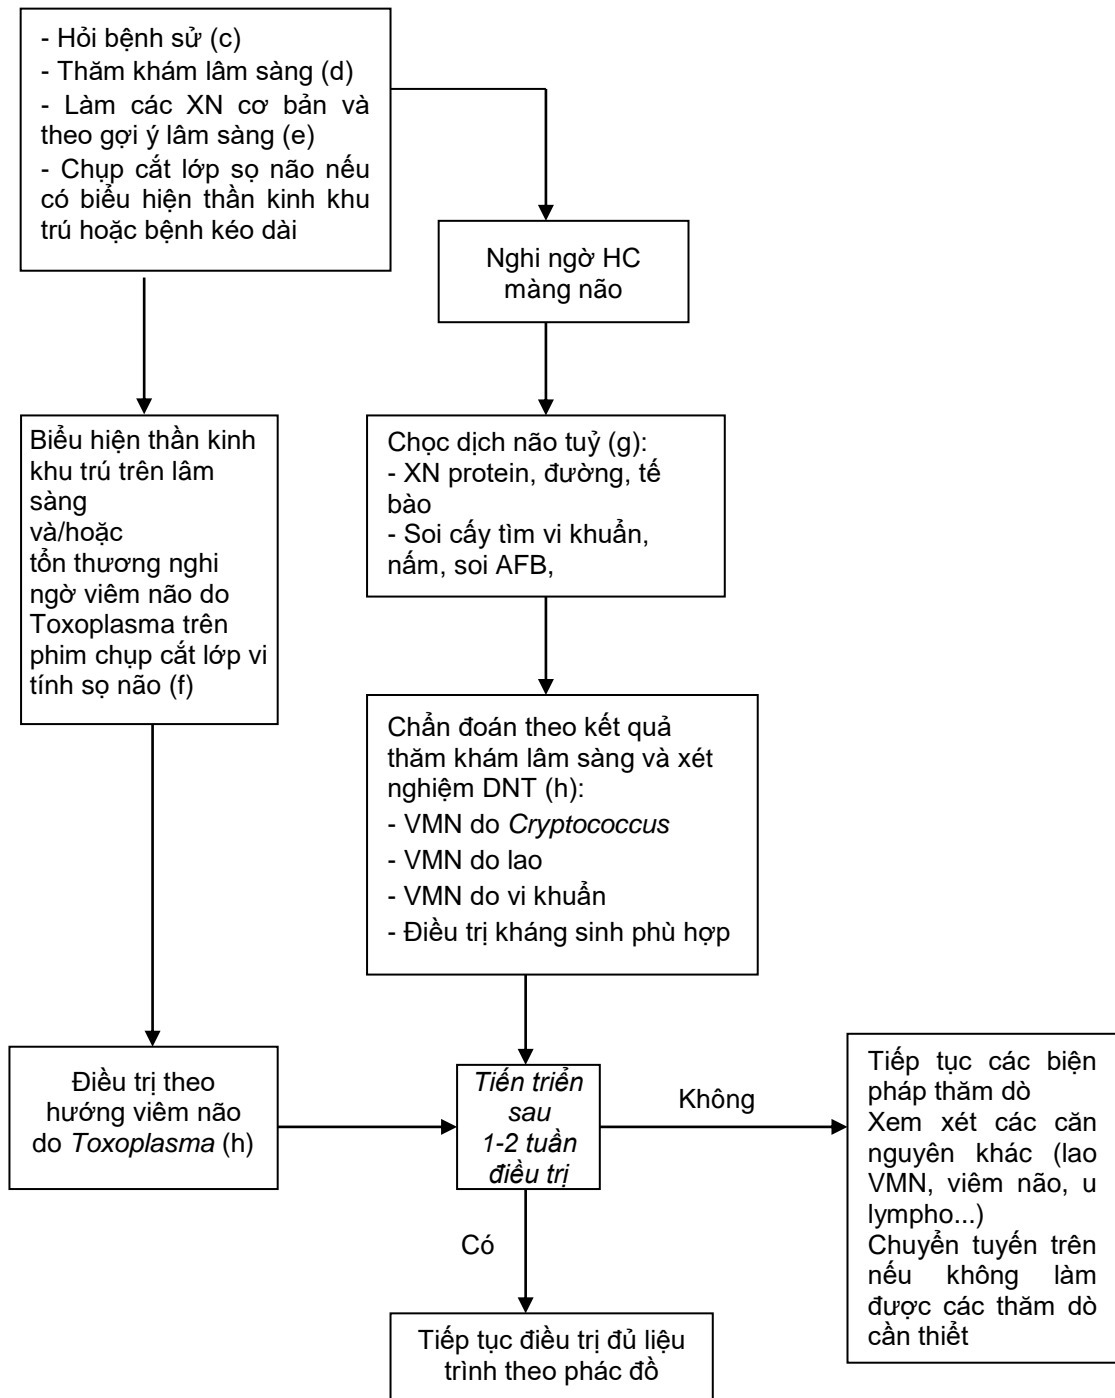 - Hỏi bệnh sử (c)
- Thăm khám lâm sàng (d)
- Làm các XN cơ bản và
theo gợi ý lâm sàng (e)
- Chụp cắt lớp sọ não nếu
có biểu hiện thần kinh khu
trú hoặc bệnh kéo dài
Nghi ngờ HC
màng não
Biểu hiện thần kinh
khu trú trên lâm
sàng
và/hoặc
tổn thương nghi
ngờ viêm não do
Toxoplasma trên
phim chụp cắt lớp vi
tính sọ não (f)
Chọc dịch não tuỷ (g):
- XN protein, đường, tế
bào
- Soi cấy tìm vi khuẩn,
nấm, soi AFB,
Chẩn đoán theo kết quả
thăm khám lâm sàng và xét
nghiệm DNT (h):
- VMN do Cryptococcus
- VMN do lao
- VMN do vi khuẩn
- Điều trị kháng sinh phù hợp
Điều trị theo
hướng viêm não
do Toxoplasma (h)
Tiến triển
sau
1-2 tuần
điều trị
Không
Tiếp tục các biện
pháp thăm dò
Xem xét các căn
nguyên khác (lao
VMN, viêm não, u
lympho...)
Chuyển tuyến trên
nếu không làm
được các thăm dò
cần thiết
Có
Tiếp tục điều trị đủ liệu
trình theo phác đồ